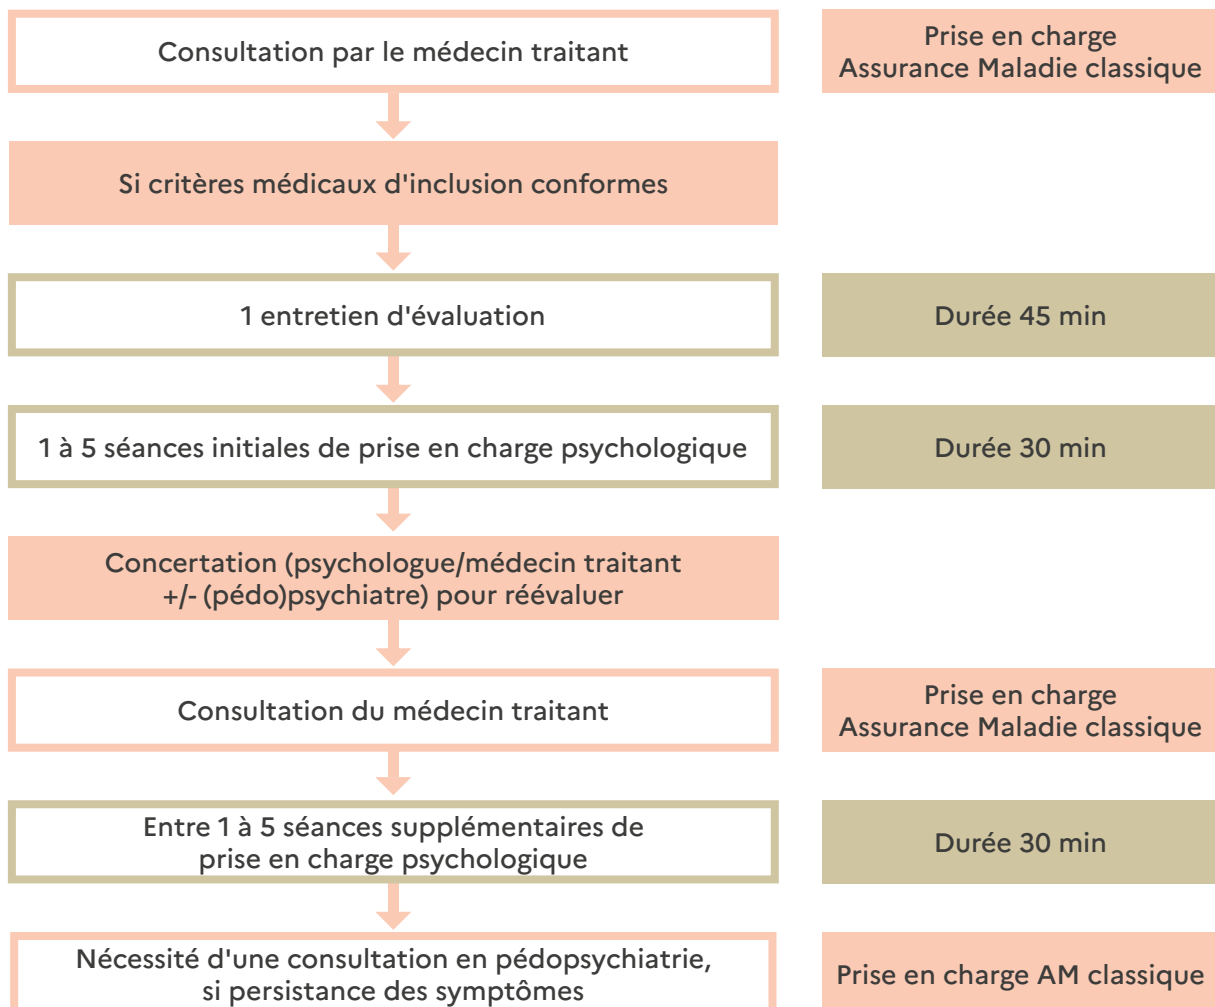 Consultation par le médecin traitant
Prise en charge
Assurance Maladie classique
Si critères médicaux d'inclusion conformes
1 entretien d'évaluation
Durée 45 min
1 à 5 séances initiales de prise en charge psychologique
Durée 30 min
Concertation (psychologue/médecin traitant
+/- (pédo)psychiatre) pour réévaluer
Consultation du médecin traitant
Prise en charge
Assurance Maladie classique
Entre 1 à 5 séances supplémentaires de
prise en charge psychologique
Durée 30 min
Nécessité d'une consultation en pédopsychiatrie,
si persistance des symptômes
Prise en charge AM classique